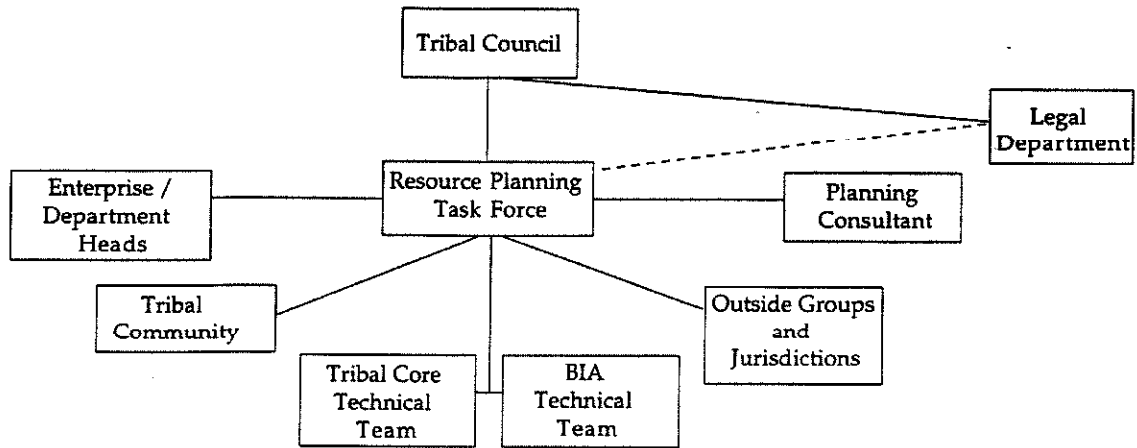 Tribal Council
Legal
Department
Enterprise /
Department
Heads
Resource Planning
Task Force
Planning
Consultant
Tribal
Community
Outside Groups
and
Jurisdictions
Tribal Core
Technical
Team
BIA
Technical
Team